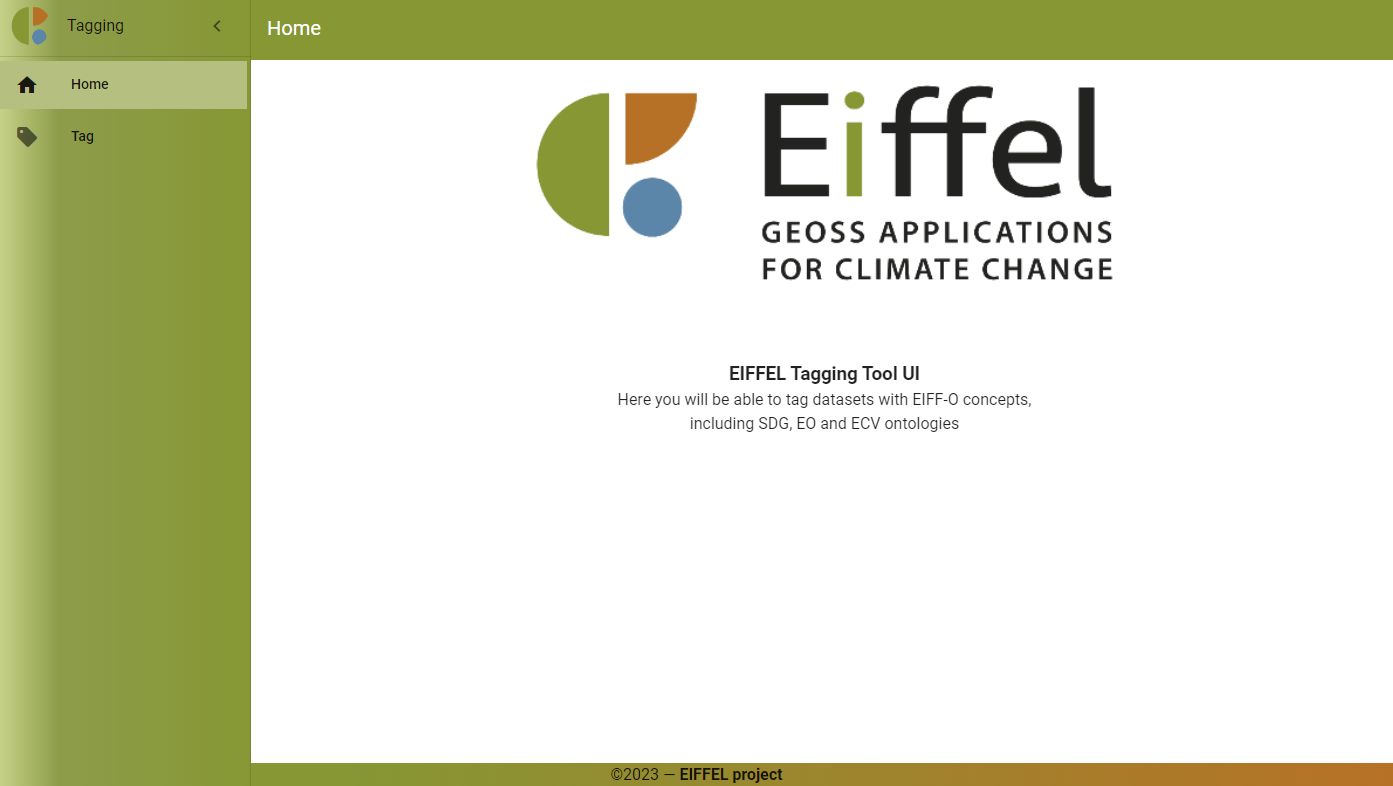 Tagging
Home
Home
Tag
Eiffel
GEOSS APPLICATIONS
FOR CLIMATE CHANGE
EIFFEL Tagging Tool UI
Here you will be able to tag datasets with EIFF-O concepts,
including SDG, EO and ECV ontologies
©2023 — EIFFEL project